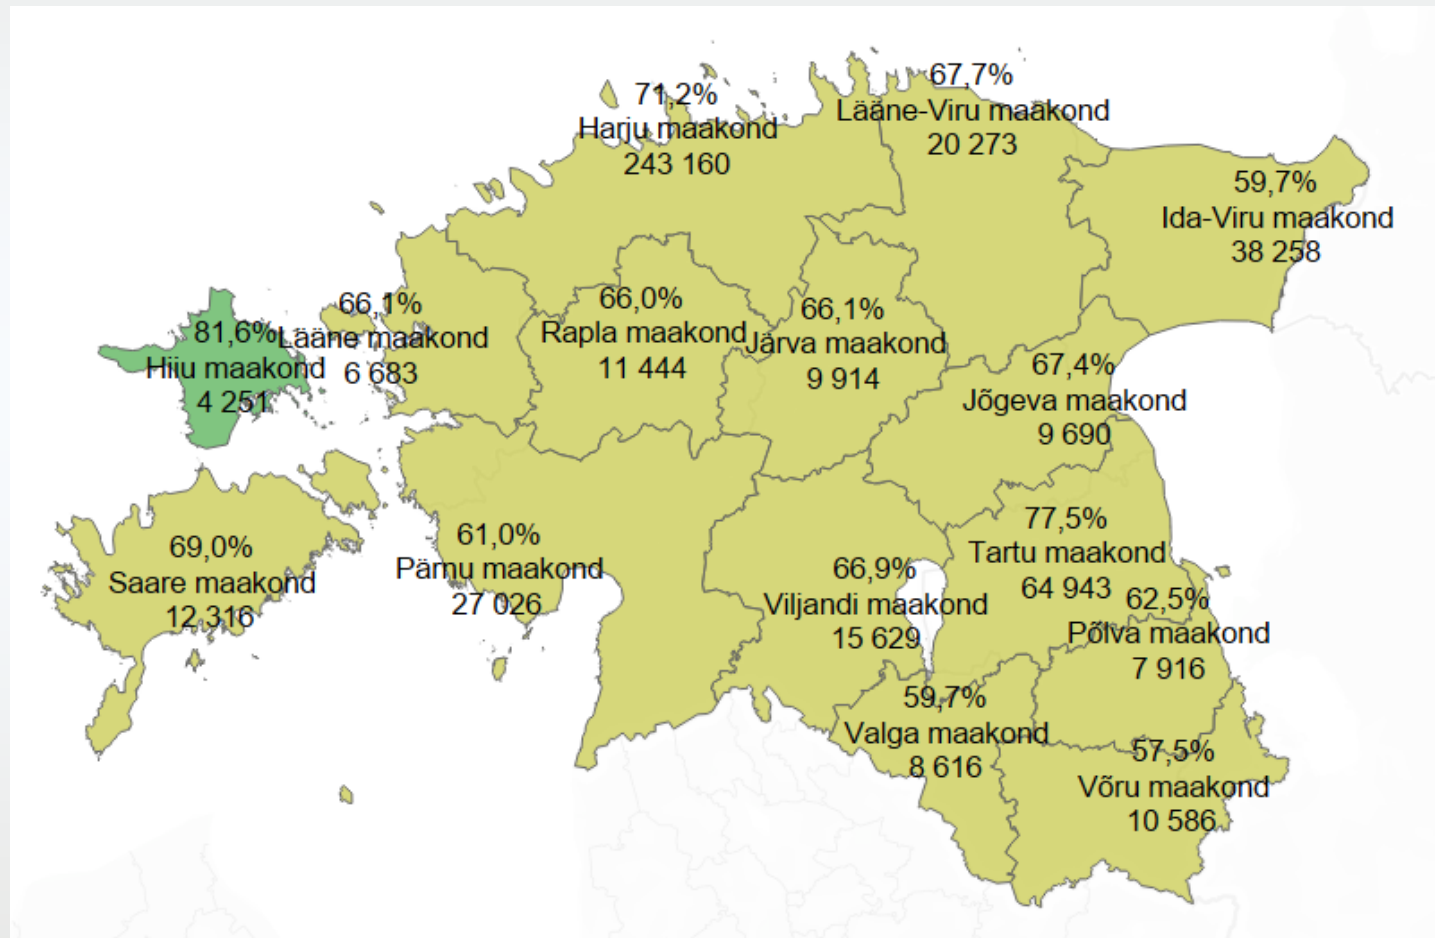 67,7%
Lääne-Viru maakond
20 273
71,2%
Harju maakond
243 160
59,7%
Ida-Viru maakond
38 258
66,1%
Lääne maakond
6 683
66,0%
Rapla maakond
11 444
66,1%
Järva maakond
9 914
81,6%
Hiiu maakond
4 251
67,4%
Jõgeva maakond
9 690
77,5%
Tartu maakond
64 943
69,0%
Saare maakond
12 316
61,0%
Pärnu maakond
27 026
66,9%
Viljandi maakond
15 629
62,5%
Põlva maakond
7 916
59,7%
Valga maakond
8 616
57,5%
Võru maakond
10 586